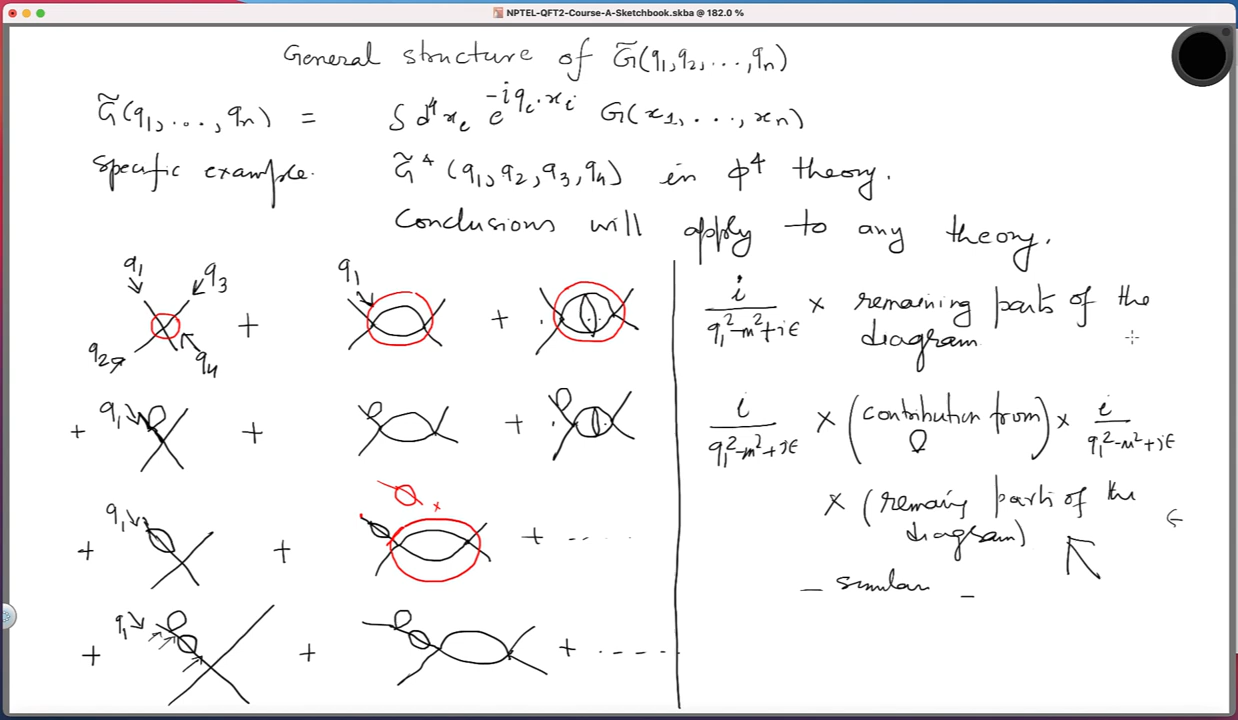 NPTEL-QFT2-Course-A-Sketchbook.skba @ 182.0 %
General structure of G̃(q₁,q₂,...,qₙ)
G̃(q₁,...,qₙ) = ∫d⁴xᵢ e^{-iqᵢ·xᵢ} G(x₁,...,xₙ)
Specific example. G̃⁴(q₁,q₂,q₃,q₄) in φ⁴ theory.
Conclusions will apply to any theory.
q₁ q₃
q₂ q₄
+
q₁
+
+ q₁
+
+
+ q₁
+
×
+ -----
+ q₁
+
+ -----
i/(q₁²-m²+iε) × remaining parts of the
diagram
i/(q₁²-m²+iε) × (contribution from) × i/(q₁²-m²+iε)
× (remaing parts of the
diagram)
– similar –